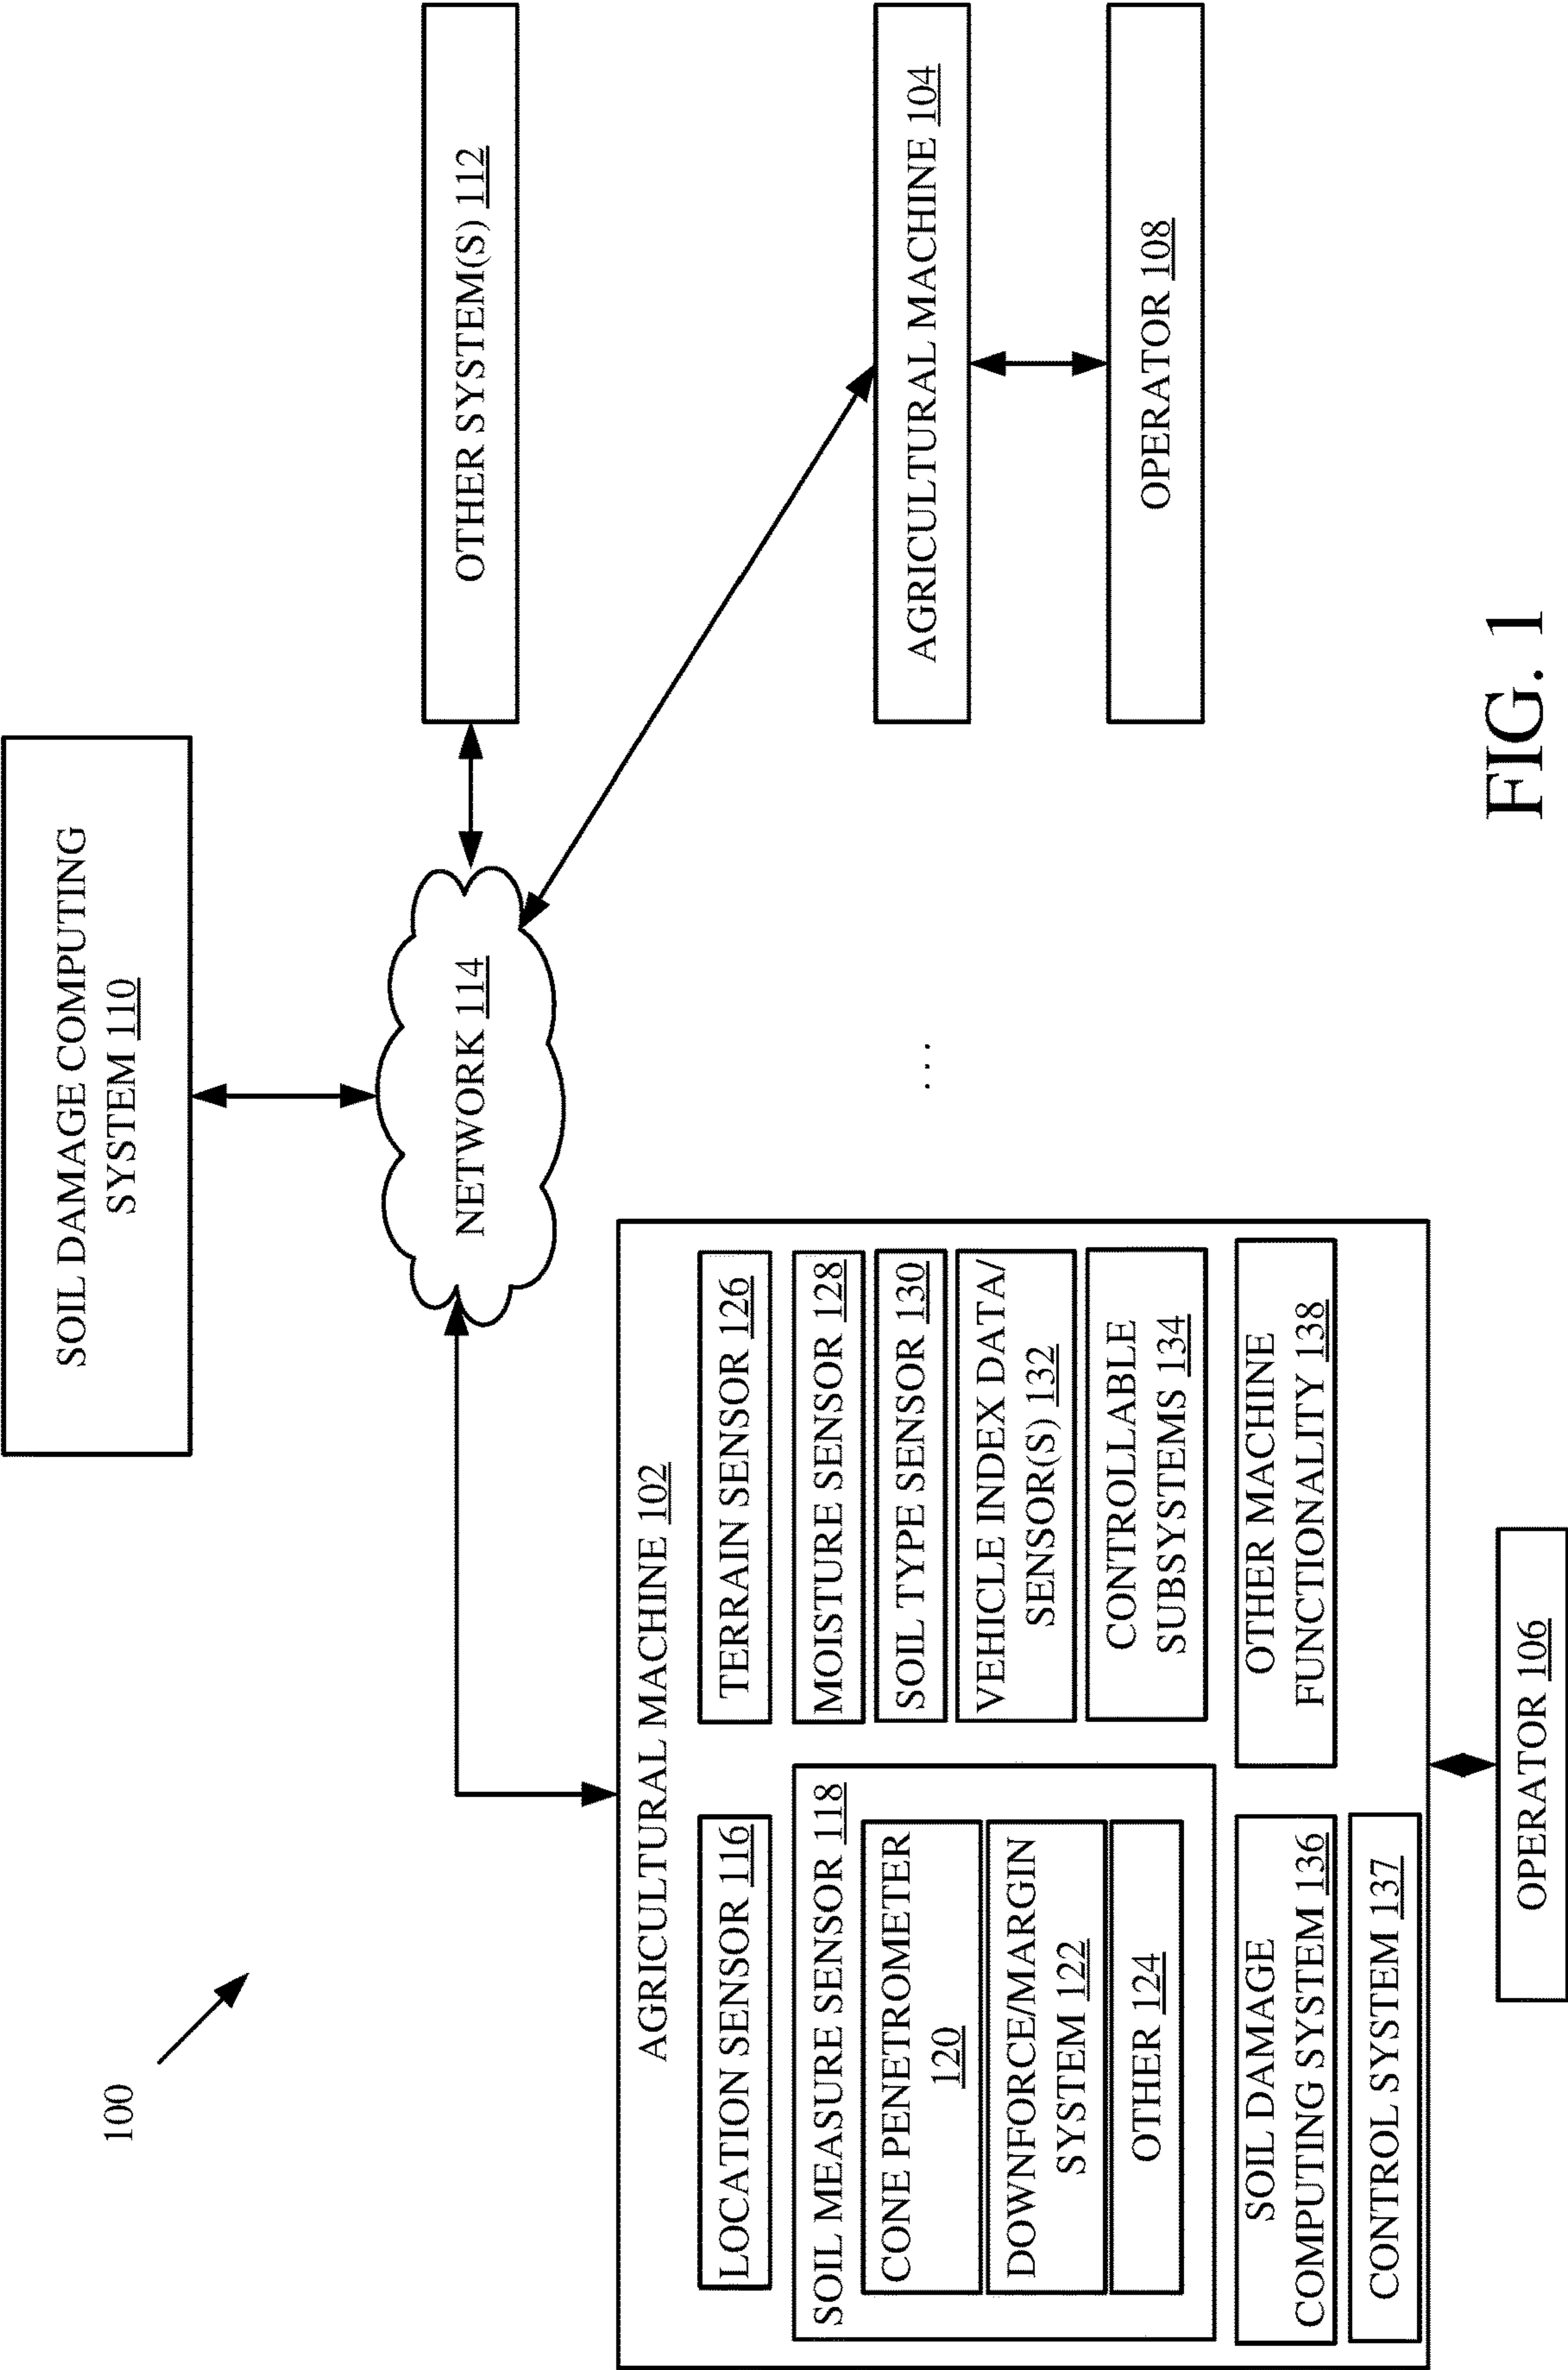 100
SOIL DAMAGE COMPUTING
SYSTEM 110
NETWORK 114
OTHER SYSTEM(S) 112
AGRICULTURAL MACHINE 102
LOCATION SENSOR 116
TERRAIN SENSOR 126
SOIL MEASURE SENSOR 118
CONE PENETROMETER
120
DOWNFORCE/MARGIN
SYSTEM 122
OTHER 124
MOISTURE SENSOR 128
SOIL TYPE SENSOR 130
VEHICLE INDEX DATA/
SENSOR(S) 132
CONTROLLABLE
SUBSYSTEMS 134
SOIL DAMAGE
COMPUTING SYSTEM 136
OTHER MACHINE
FUNCTIONALITY 138
CONTROL SYSTEM 137
OPERATOR 106
. . .
AGRICULTURAL MACHINE 104
OPERATOR 108
FIG. 1